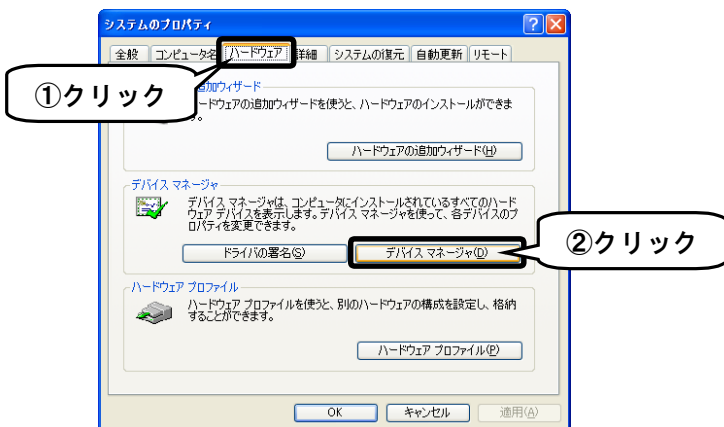 システムのプロパティ
全般 コンピュータ名 ハードウェア 詳細 システムの復元 自動更新 リモート
①クリック
追加ウィザード
ードウェアの追加ウィザードを使うと、ハードウェアのインストールができま
す。
ハードウェアの追加ウィザード(H)
デバイス マネージャ
デバイス マネージャは、コンピュータにインストールされているすべてのハード
ウェア デバイスを表示します。デバイス マネージャを使って、各デバイスのプ
ロパティを変更できます。
ドライバの署名(S) デバイス マネージャ(D)
②クリック
ハードウェア プロファイル
ハードウェア プロファイルを使うと、別のハードウェアの構成を設定し、格納
することができます。
ハードウェア プロファイル(P)
OK キャンセル 適用(A)